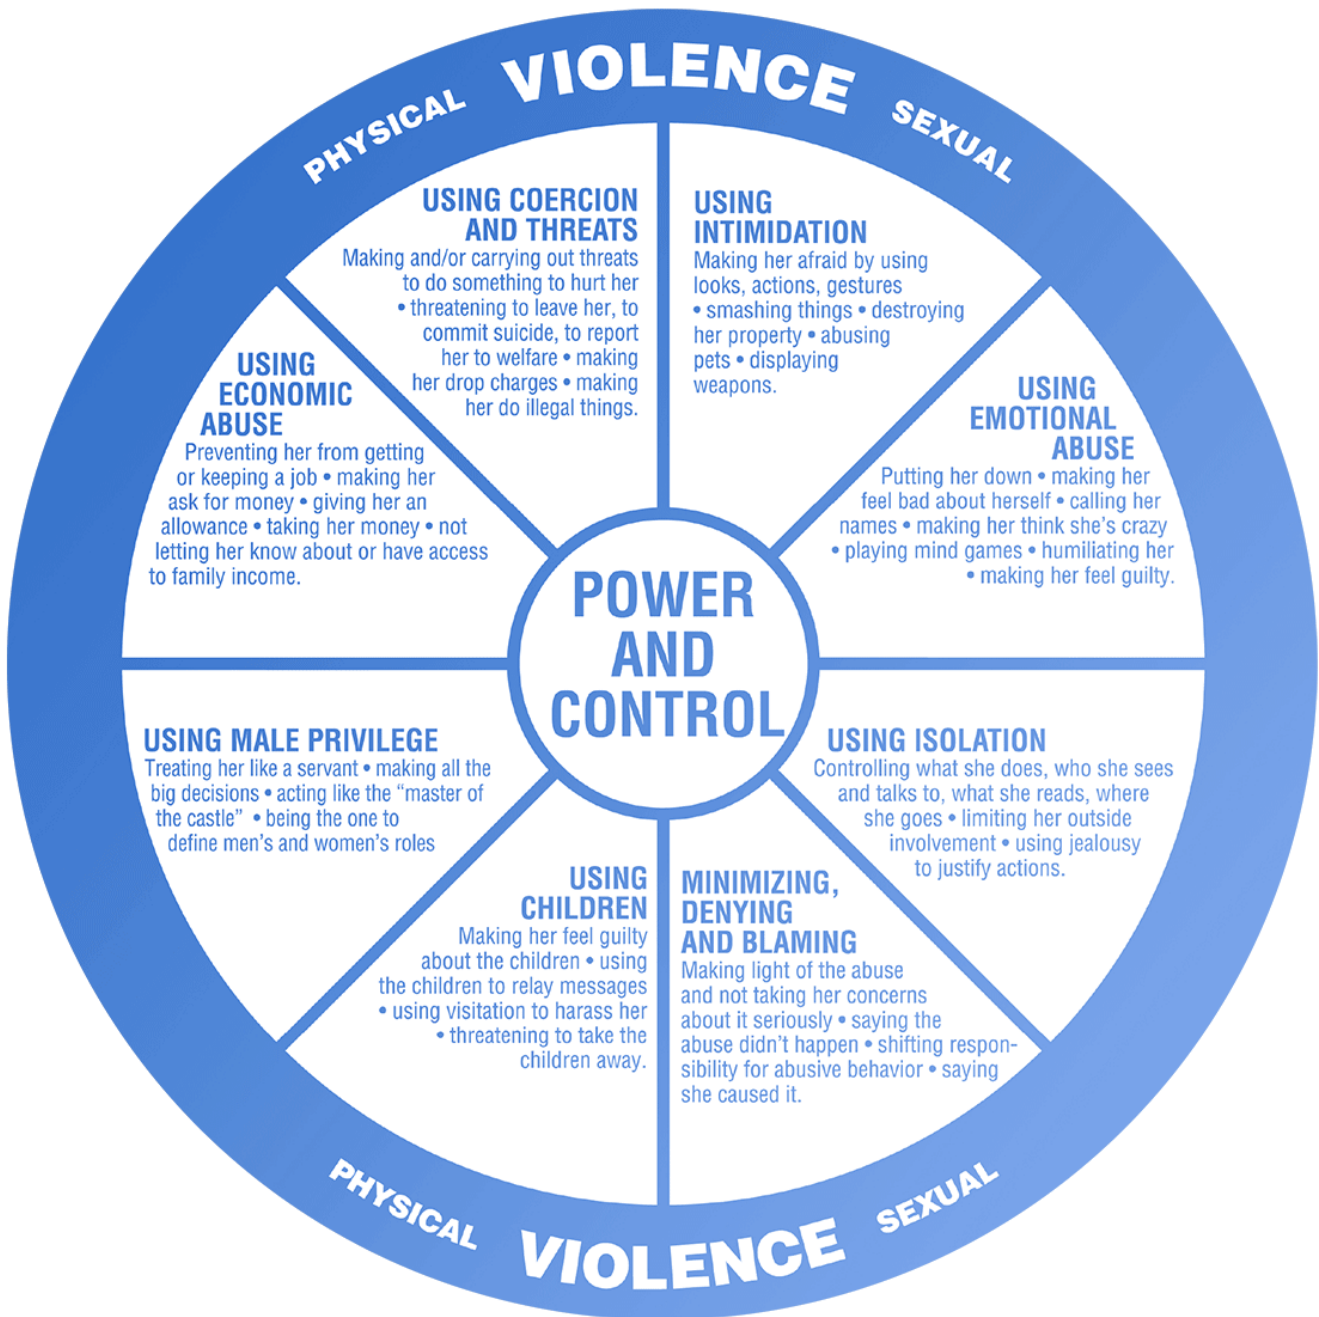 PHYSICAL VIOLENCE SEXUAL
USING COERCION
AND THREATS
Making and/or carrying out threats
to do something to hurt her
• threatening to leave her, to
commit suicide, to report
her to welfare • making
her drop charges • making
her do illegal things.
USING
INTIMIDATION
Making her afraid by using
looks, actions, gestures
• smashing things • destroying
her property • abusing
pets • displaying
weapons.
USING
ECONOMIC
ABUSE
Preventing her from getting
or keeping a job • making her
ask for money • giving her an
allowance • taking her money • not
letting her know about or have access
to family income.
USING
EMOTIONAL
ABUSE
Putting her down • making her
feel bad about herself • calling her
names • making her think she's crazy
• playing mind games • humiliating her
• making her feel guilty.
POWER
AND
CONTROL
USING MALE PRIVILEGE
Treating her like a servant • making all the
big decisions • acting like the “master of
the castle” • being the one to
define men's and women's roles
USING ISOLATION
Controlling what she does, who she sees
and talks to, what she reads, where
she goes • limiting her outside
involvement • using jealousy
to justify actions.
USING
CHILDREN
Making her feel guilty
about the children • using
the children to relay messages
• using visitation to harass her
• threatening to take the
children away.
MINIMIZING,
DENYING
AND BLAMING
Making light of the abuse
and not taking her concerns
about it seriously • saying the
abuse didn't happen • shifting respon-
sibility for abusive behavior • saying
she caused it.
PHYSICAL VIOLENCE SEXUAL